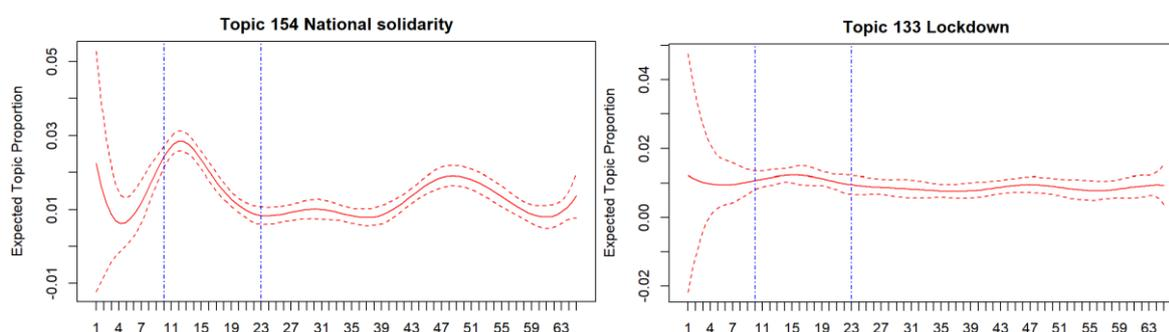 Topic 154 National solidarity
Expected Topic Proportion
0.05
0.03
0.01
-0.01
1 4 7 11 15 19 23 27 31 35 39 43 47 51 55 59 63
Topic 133 Lockdown
Expected Topic Proportion
0.04
0.02
0.00
-0.02
1 4 7 11 15 19 23 27 31 35 39 43 47 51 55 59 63